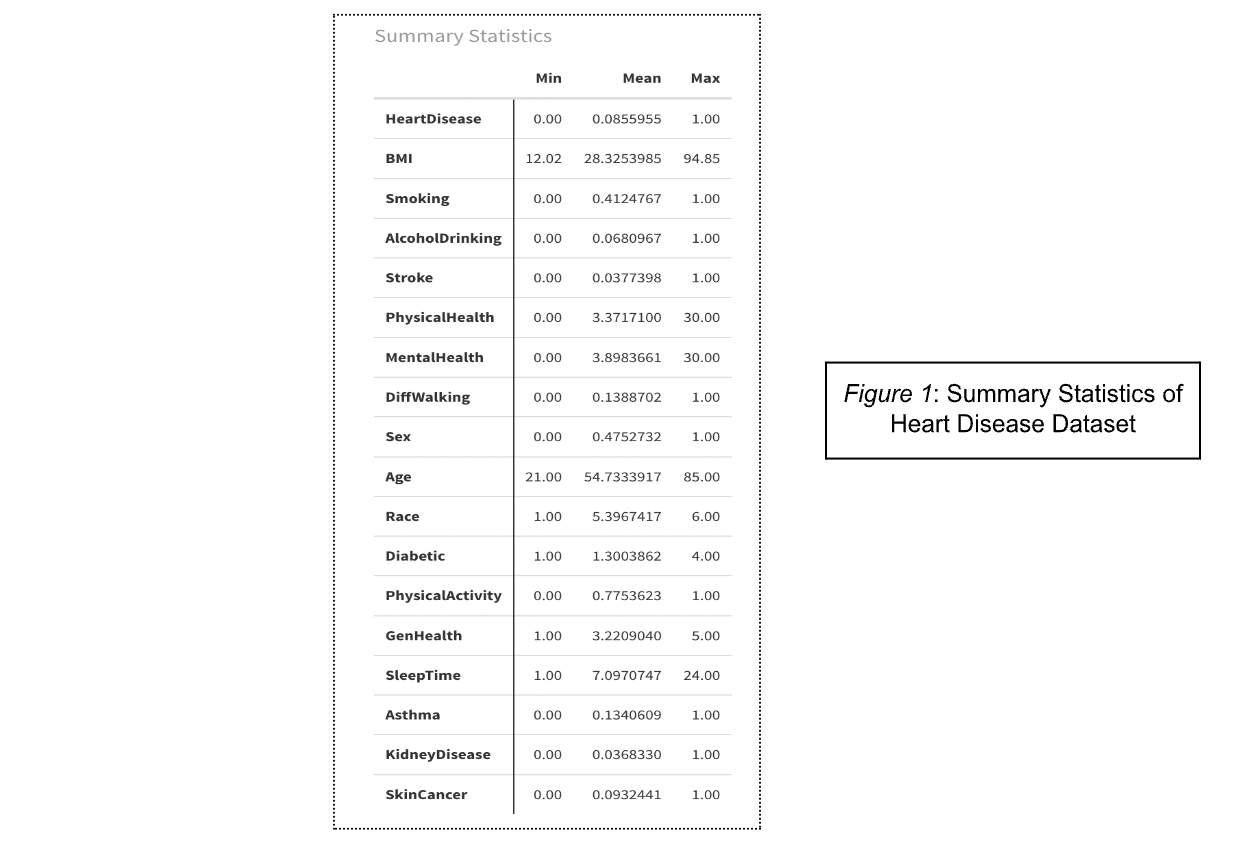 Summary Statistics
Min Mean Max
HeartDisease 0.00 0.0855955 1.00
BMI 12.02 28.3253985 94.85
Smoking 0.00 0.4124767 1.00
AlcoholDrinking 0.00 0.0680967 1.00
Stroke 0.00 0.0377398 1.00
PhysicalHealth 0.00 3.3717100 30.00
MentalHealth 0.00 3.8983661 30.00
DiffWalking 0.00 0.1388702 1.00
Sex 0.00 0.4752732 1.00
Age 21.00 54.7333917 85.00
Race 1.00 5.3967417 6.00
Diabetic 1.00 1.3003862 4.00
PhysicalActivity 0.00 0.7753623 1.00
GenHealth 1.00 3.2209040 5.00
SleepTime 1.00 7.0970747 24.00
Asthma 0.00 0.1340609 1.00
KidneyDisease 0.00 0.0368330 1.00
SkinCancer 0.00 0.0932441 1.00
Figure 1: Summary Statistics of
Heart Disease Dataset